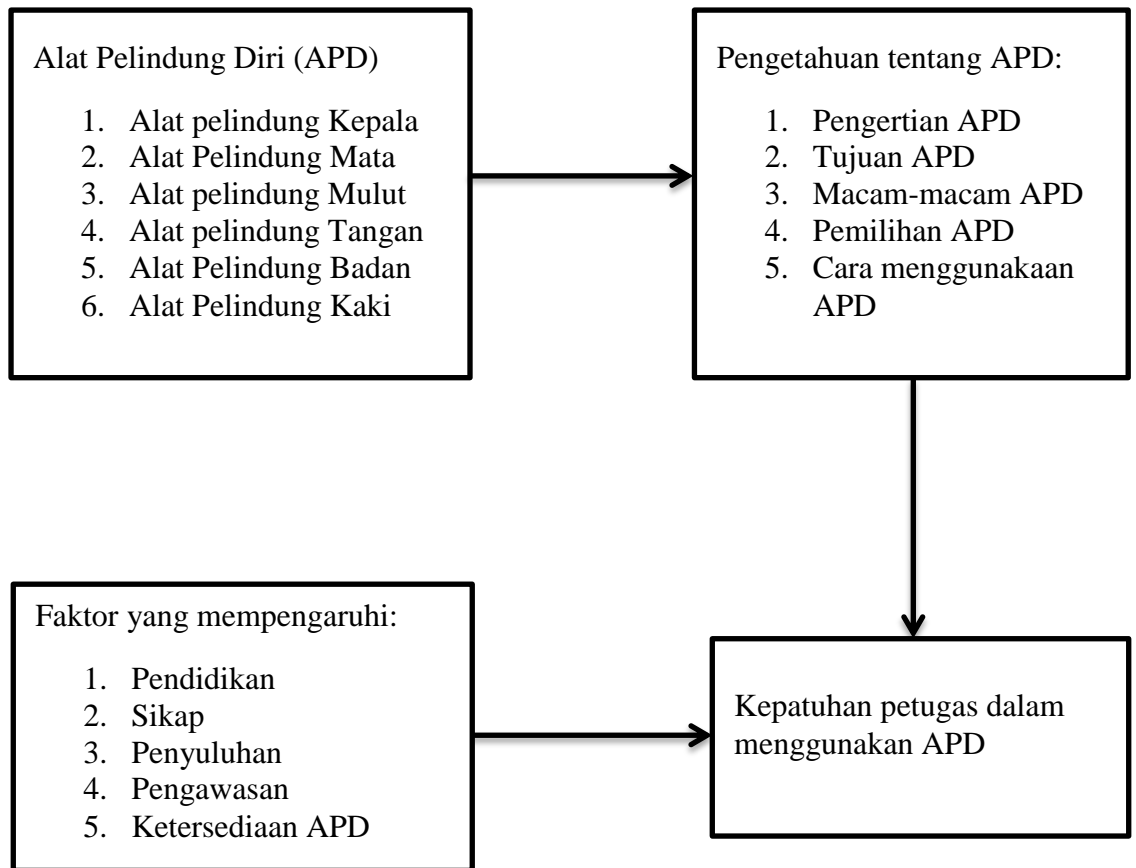 Alat Pelindung Diri (APD)
1. Alat pelindung Kepala
2. Alat Pelindung Mata
3. Alat pelindung Mulut
4. Alat pelindung Tangan
5. Alat Pelindung Badan
6. Alat Pelindung Kaki
Pengetahuan tentang APD:
1. Pengertian APD
2. Tujuan APD
3. Macam-macam APD
4. Pemilihan APD
5. Cara menggunakaan
APD
Faktor yang mempengaruhi:
1. Pendidikan
2. Sikap
3. Penyuluhan
4. Pengawasan
5. Ketersediaan APD
Kepatuhan petugas dalam
menggunakan APD